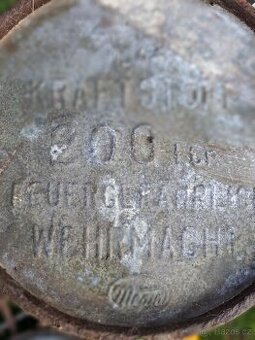 KRAFTSTOFF
200 LTR.
FEUERGEFÄHRLICH
WEHRMACHT